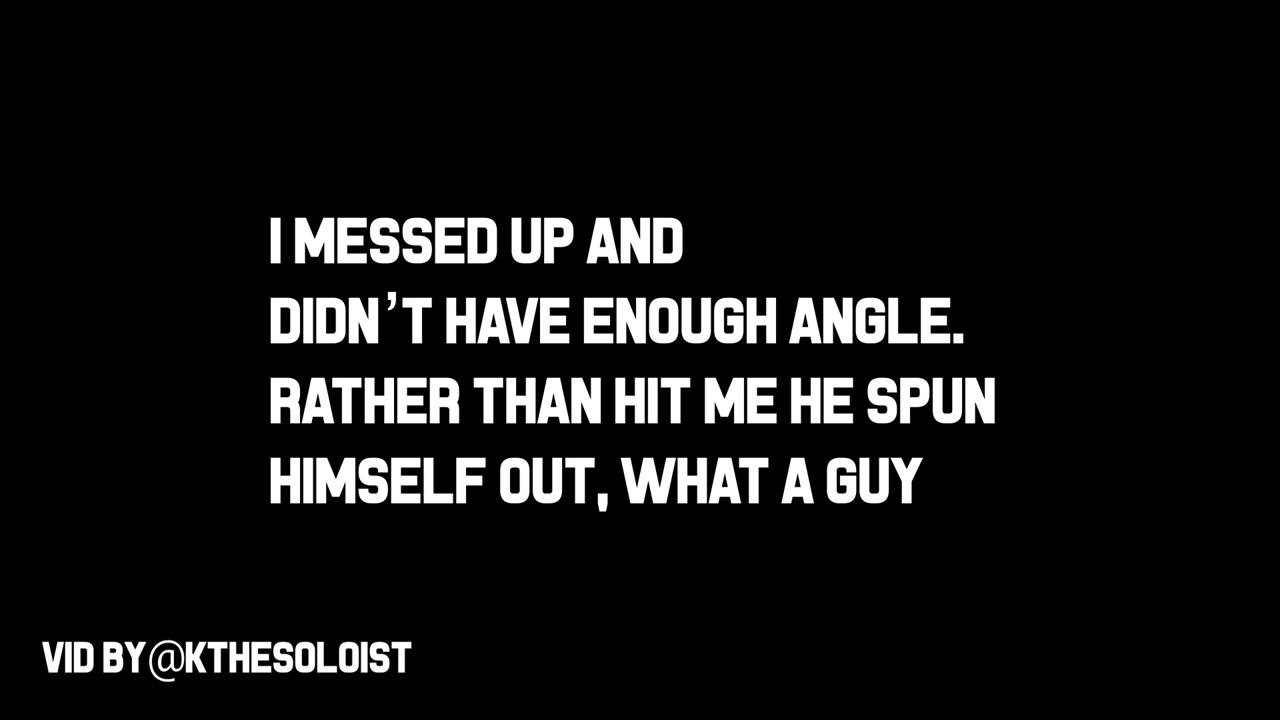 I MESSED UP AND
DIDN’T HAVE ENOUGH ANGLE.
RATHER THAN HIT ME HE SPUN
HIMSELF OUT, WHAT A GUY
VID BY@KTHESOLOIST